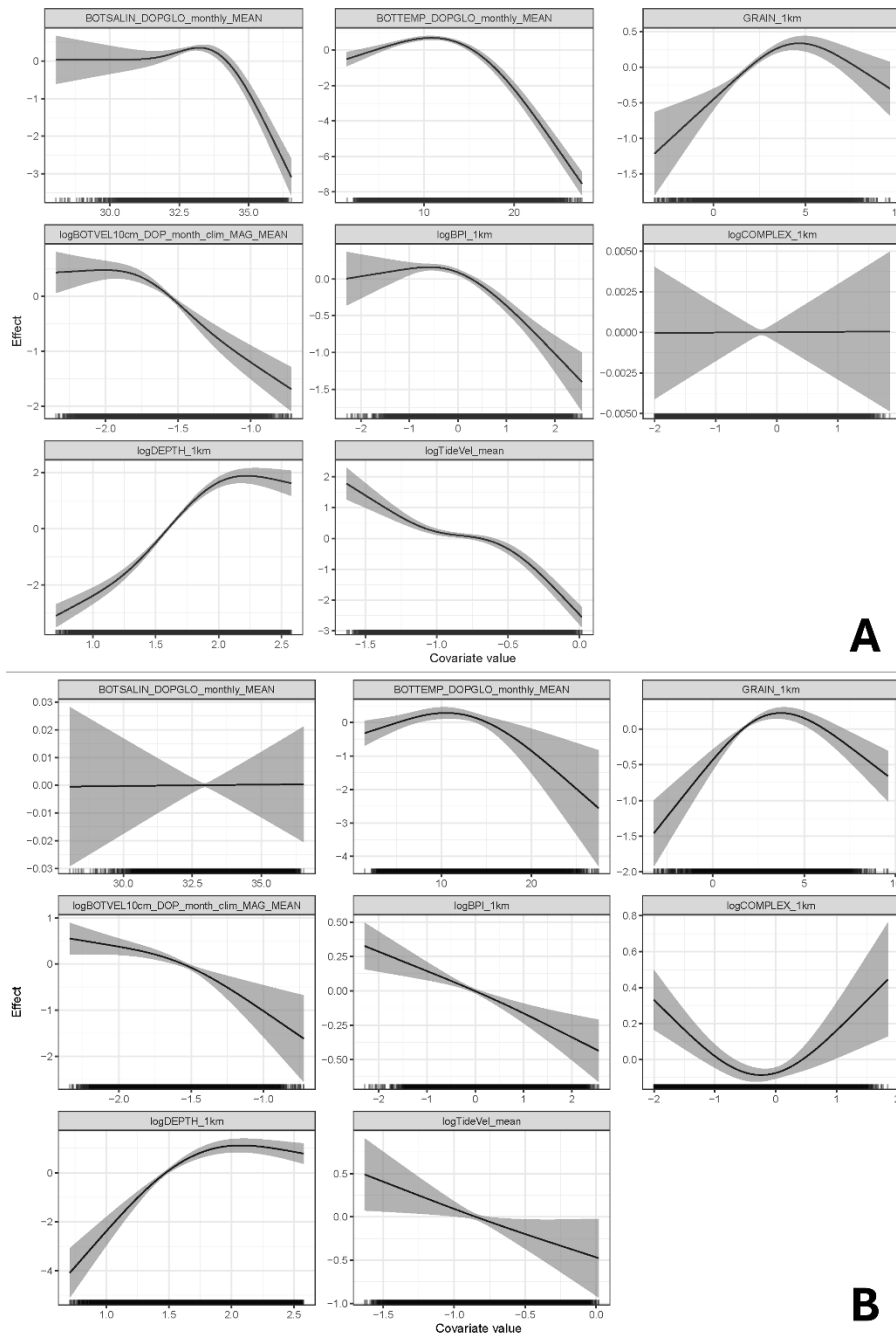 BOTSALIN_DOPGLO_monthly_MEAN BOTTEMP_DOPGLO_monthly_MEAN GRAIN_1km
0 -1 -2 -3
0 -2 -4 -6 -8
0.5 0.0 -0.5 -1.0 -1.5
30.0 32.5 35.0 10 20 0 5 10
logBOTVEL10cm_DOP_month_clim_MAG_MEAN logBPI_1km logCOMPLEX_1km
0 -1 -2
0.0 -0.5 -1.0 -1.5
0.0050 0.0025 0.0000 -0.0025 -0.0050
-2.0 -1.5 -1.0 -2 -1 0 1 2 -2 -1 0 1 2
Effect
logDEPTH_1km logTideVel_mean
2 0 -2
2 1 0 -1 -2 -3
1.0 1.5 2.0 2.5 -1.5 -1.0 -0.5 0.0
Covariate value
A
BOTSALIN_DOPGLO_monthly_MEAN BOTTEMP_DOPGLO_monthly_MEAN GRAIN_1km
0.03 0.02 0.01 0.00 -0.01 -0.02 -0.03
0 -1 -2 -3 -4
0.0 -0.5 -1.0 -1.5 -2.0
30.0 32.5 35.0 10 20 0 5 10
logBOTVEL10cm_DOP_month_clim_MAG_MEAN logBPI_1km logCOMPLEX_1km
1 0 -1 -2
0.50 0.25 0.00 -0.25 -0.50
0.8 0.6 0.4 0.2 0.0
-2.0 -1.5 -1.0 -2 -1 0 1 2 -2 -1 0 1 2
Effect
logDEPTH_1km logTideVel_mean
0 -2 -4
0.5 0.0 -0.5 -1.0
1.0 1.5 2.0 2.5 -1.5 -1.0 -0.5 0.0
Covariate value
B